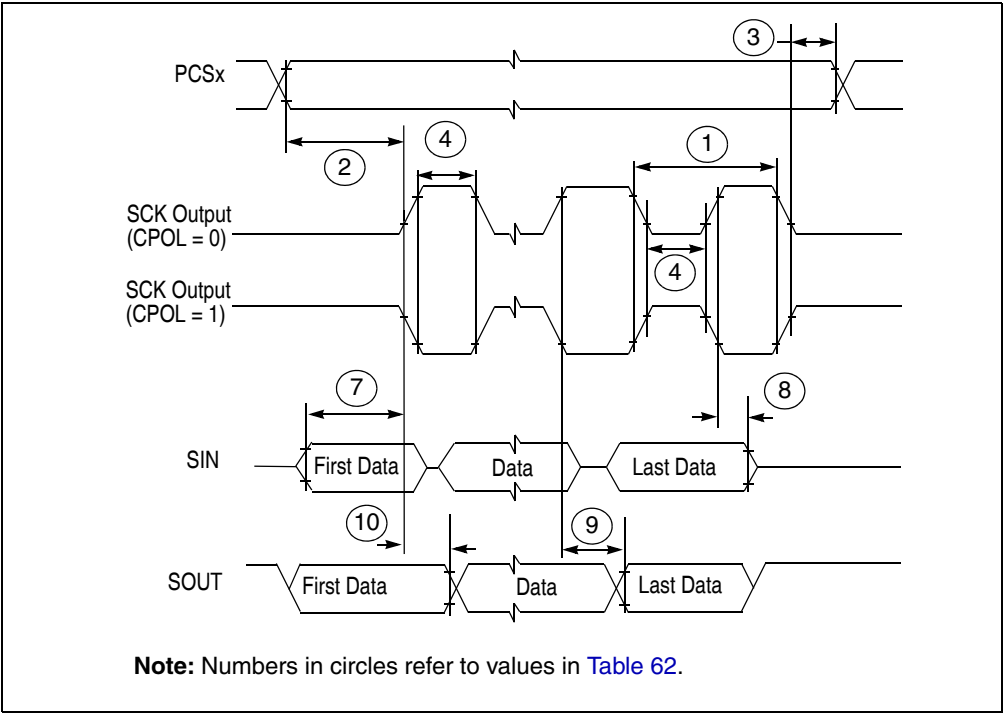 3
PCSx
2
4
1
SCK Output
(CPOL = 0)
4
SCK Output
(CPOL = 1)
7
8
SIN
First Data
Data
Last Data
10
9
SOUT
First Data
Data
Last Data
Note: Numbers in circles refer to values in Table 62.